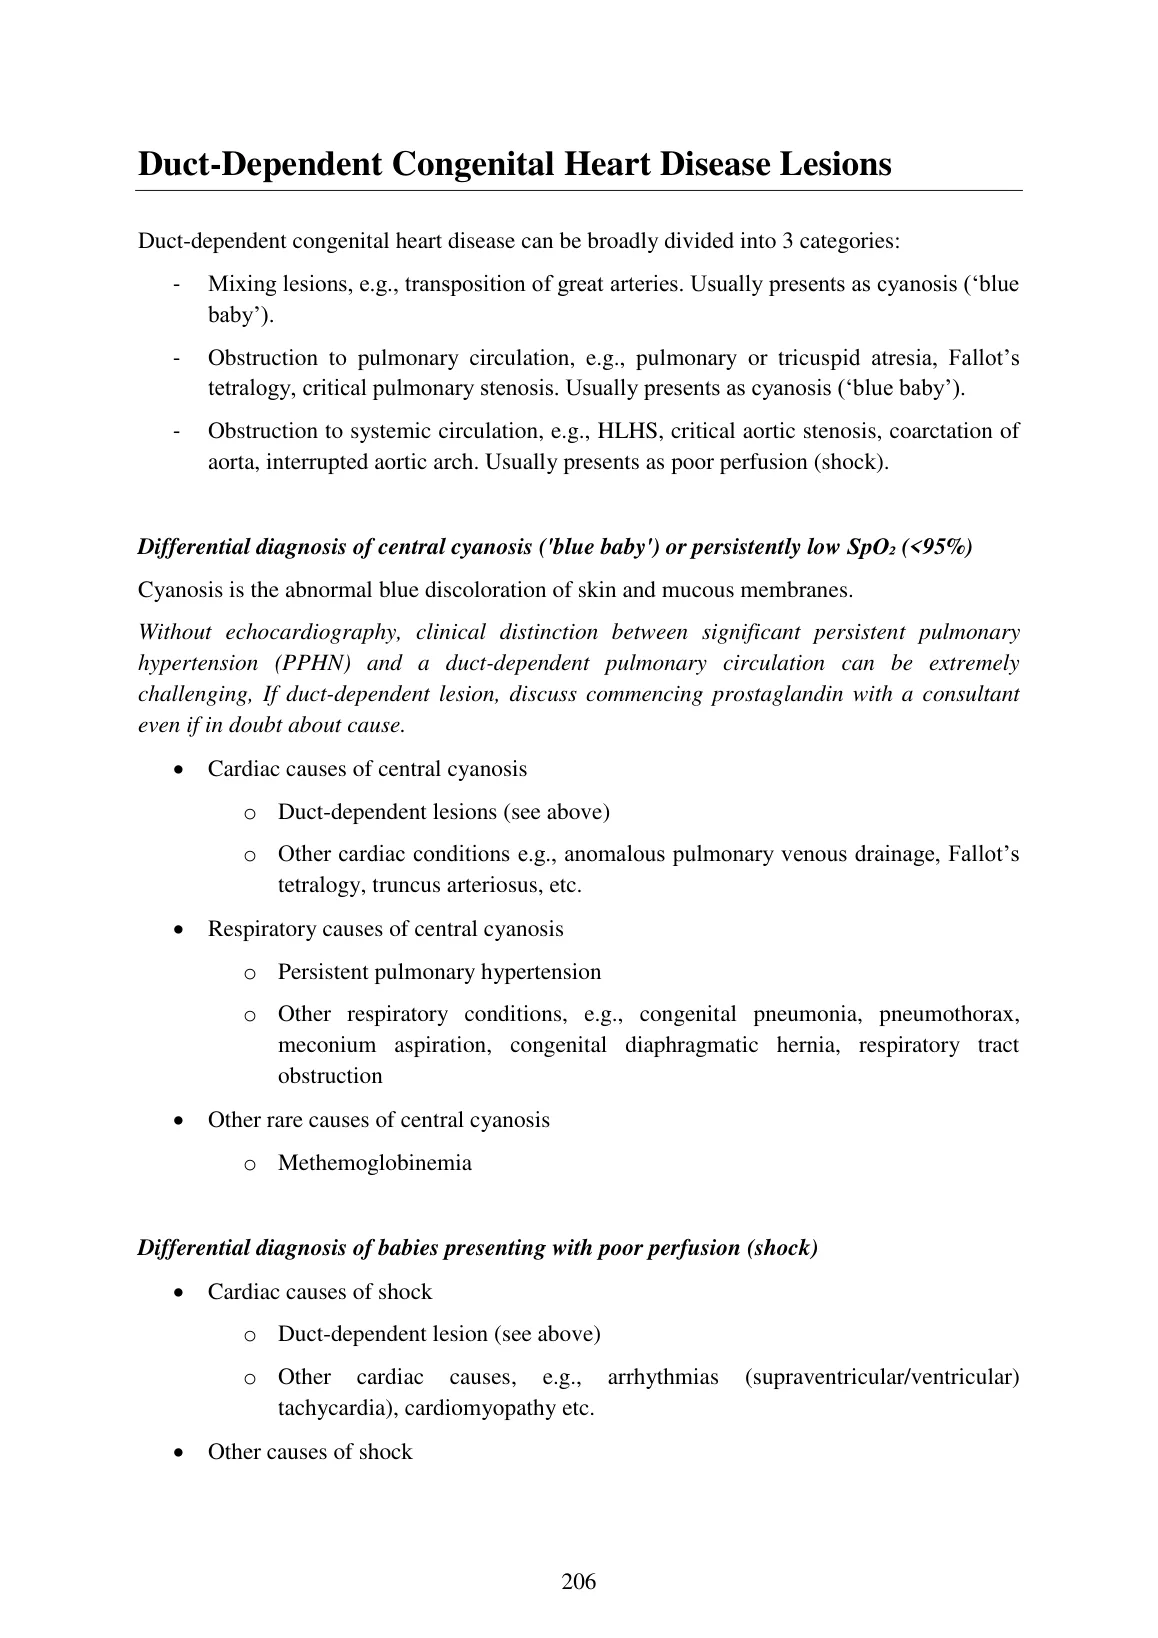 Duct-Dependent Congenital Heart Disease Lesions
Duct-dependent congenital heart disease can be broadly divided into 3 categories:
- Mixing lesions, e.g., transposition of great arteries. Usually presents as cyanosis (‘blue
baby’).
- Obstruction to pulmonary circulation, e.g., pulmonary or tricuspid atresia, Fallot’s
tetralogy, critical pulmonary stenosis. Usually presents as cyanosis (‘blue baby’).
- Obstruction to systemic circulation, e.g., HLHS, critical aortic stenosis, coarctation of
aorta, interrupted aortic arch. Usually presents as poor perfusion (shock).
Differential diagnosis of central cyanosis ('blue baby') or persistently low SpO₂ (<95%)
Cyanosis is the abnormal blue discoloration of skin and mucous membranes.
Without echocardiography, clinical distinction between significant persistent pulmonary
hypertension (PPHN) and a duct-dependent pulmonary circulation can be extremely
challenging, If duct-dependent lesion, discuss commencing prostaglandin with a consultant
even if in doubt about cause.
• Cardiac causes of central cyanosis
o Duct-dependent lesions (see above)
o Other cardiac conditions e.g., anomalous pulmonary venous drainage, Fallot’s
tetralogy, truncus arteriosus, etc.
• Respiratory causes of central cyanosis
o Persistent pulmonary hypertension
o Other respiratory conditions, e.g., congenital pneumonia, pneumothorax,
meconium aspiration, congenital diaphragmatic hernia, respiratory tract
obstruction
• Other rare causes of central cyanosis
o Methemoglobinemia
Differential diagnosis of babies presenting with poor perfusion (shock)
• Cardiac causes of shock
o Duct-dependent lesion (see above)
o Other cardiac causes, e.g., arrhythmias (supraventricular/ventricular)
tachycardia), cardiomyopathy etc.
• Other causes of shock
206